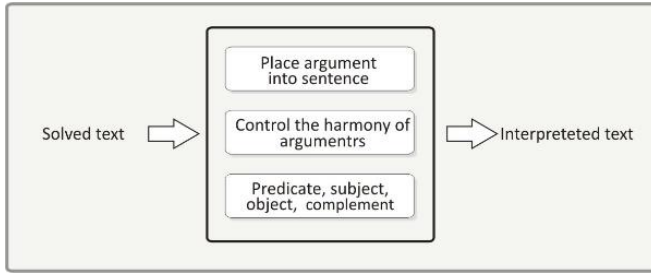 Place argument
into sentence
Solved text
Control the harmony of
argumentrs
Interpreteted text
Predicate, subject,
object, complement